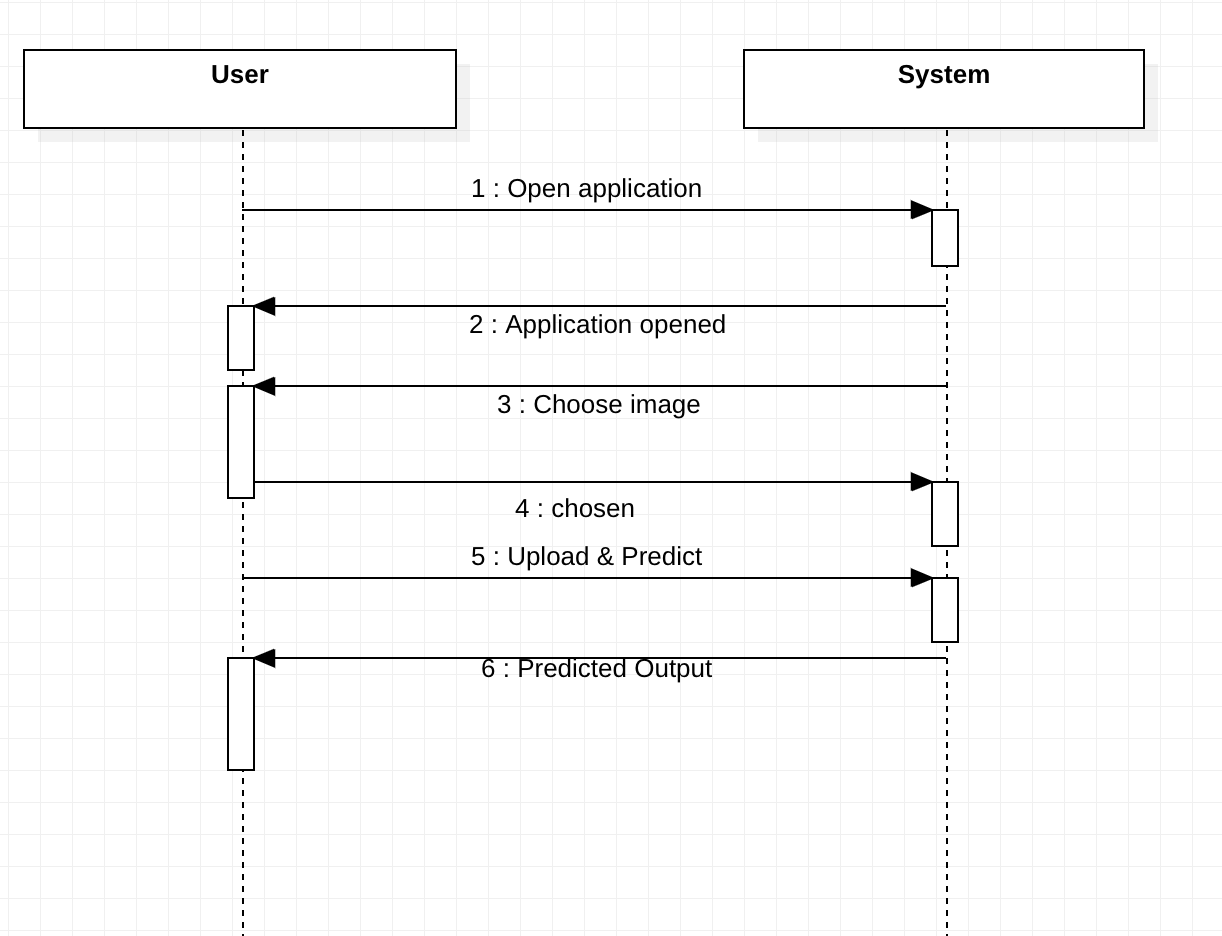 User
System
1 : Open application
2 : Application opened
3 : Choose image
4 : chosen
5 : Upload & Predict
6 : Predicted Output